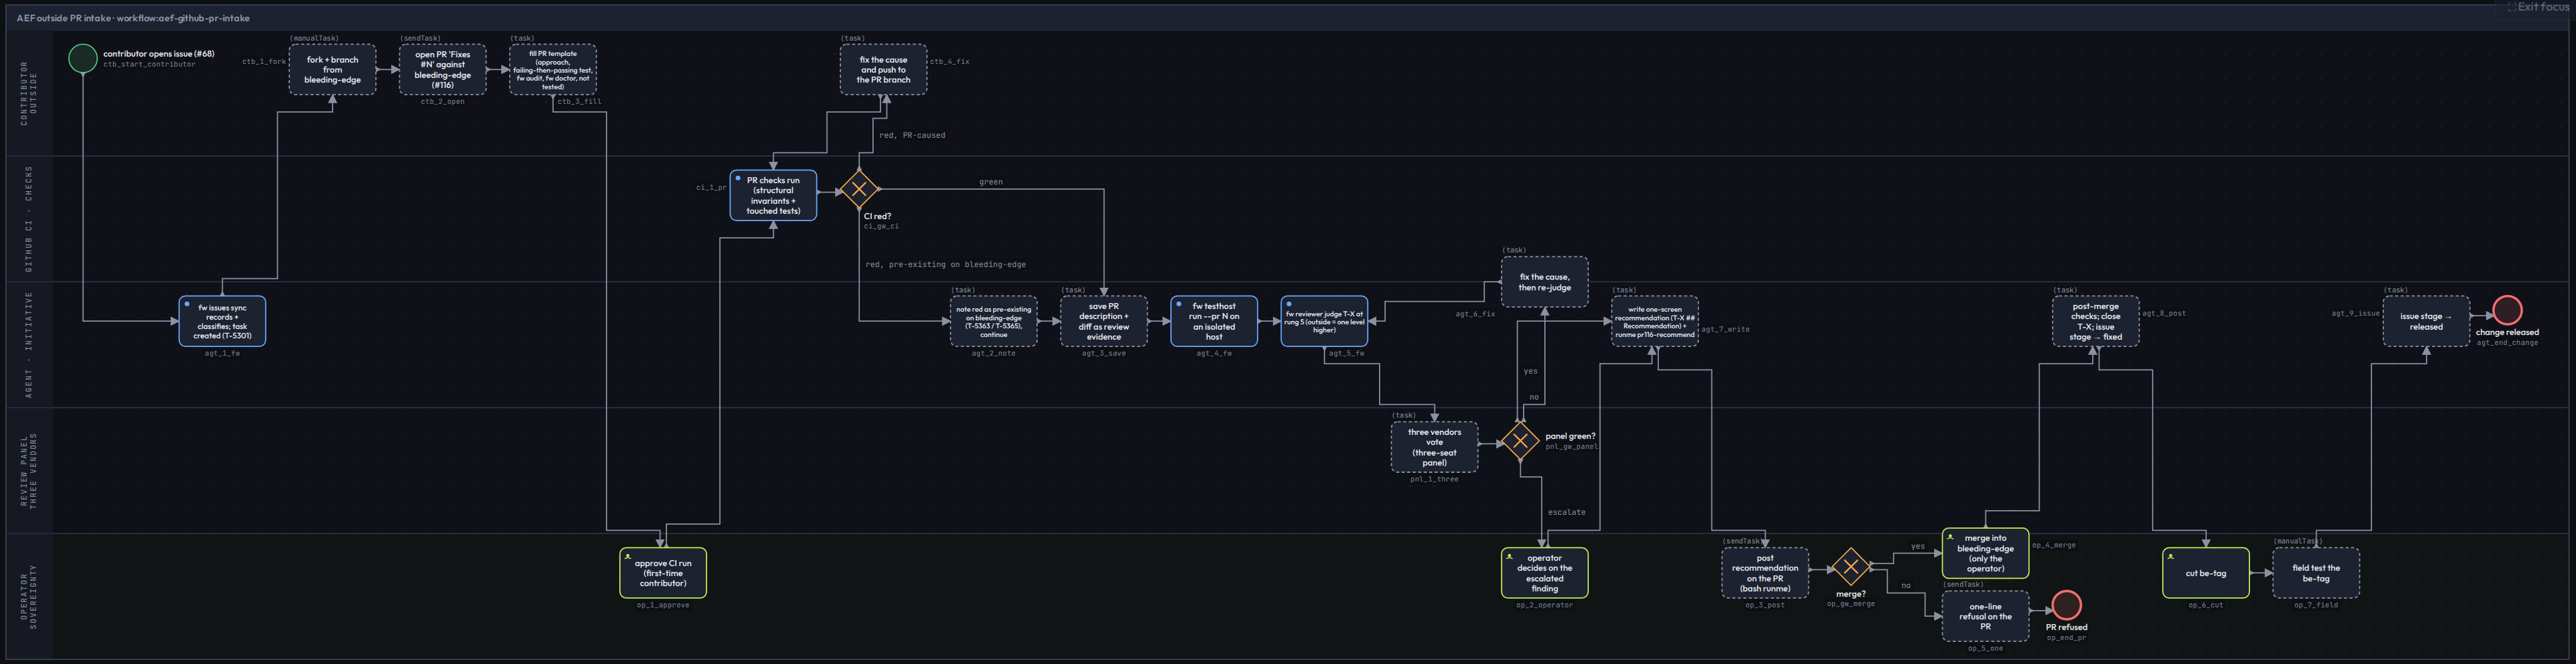 AEF outside PR intake · workflow:aef-github-pr-intake
Exit focus
CONTRIBUTOR
OUTSIDE
contributor opens issue (#68)
ctb_start_contributor
(manualTask)
ctb_1_fork
fork + branch
from
bleeding-edge
(sendTask)
open PR 'Fixes
#N' against
bleeding-edge
(#116)
ctb_2_open
(task)
fill PR template
(approach,
failing-then-passing test,
fw audit, fw doctor, not
tested)
ctb_3_fill
(task)
fix the cause
and push to
the PR branch
ctb_4_fix
red, PR-caused
GITHUB CI · CHECKS
ci_1_pr
PR checks run
(structural
invariants +
touched tests)
CI red?
ci_gw_ci
green
red, pre-existing on bleeding-edge
AGENT · INITIATIVE
fw issues sync
records +
classifies; task
created (T-5301)
agt_1_fw
(task)
note red as pre-existing
on bleeding-edge
(T-5363 / T-5365),
continue
agt_2_note
(task)
save PR
description +
diff as review
evidence
agt_3_save
fw testhost
run --pr N on
an isolated
host
agt_4_fw
fw reviewer judge T-X at
rung 5 (outside = one level
higher)
agt_5_fw
(task)
fix the cause,
then re-judge
agt_6_fix
(task)
write one-screen
recommendation (T-X ##
Recommendation) +
runme pr116-recommend
agt_7_write
(task)
post-merge
checks; close
T-X; issue
stage → fixed
agt_8_post
(task)
agt_9_issue
issue stage →
released
change released
agt_end_change
REVIEW PANEL
THREE VENDORS
(task)
three vendors
vote
(three-seat
panel)
pnl_1_three
panel green?
pnl_gw_panel
yes
no
escalate
OPERATOR
SOVEREIGNTY
approve CI run
(first-time
contributor)
op_1_approve
operator
decides on the
escalated
finding
op_2_operator
(sendTask)
post
recommendation
on the PR
(bash runme)
op_3_post
merge?
op_gw_merge
yes
no
merge into
bleeding-edge
(only the
operator)
op_4_merge
(sendTask)
one-line
refusal on the
PR
op_5_one
PR refused
op_end_pr
cut be-tag
op_6_cut
(manualTask)
field test the
be-tag
op_7_field